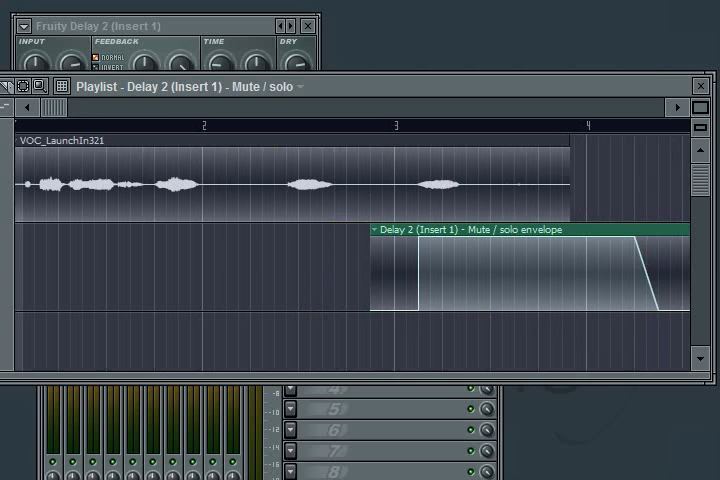 Fruity Delay 2 (Insert 1)
INPUT FEEDBACK TIME DRY
NORMAL
INVERT
Playlist - Delay 2 (Insert 1) - Mute / solo
2 3 4
VOC_LaunchIn321
Delay 2 (Insert 1) - Mute / solo envelope
-8 4
-10 5
-12 6
-14 7
-16 8